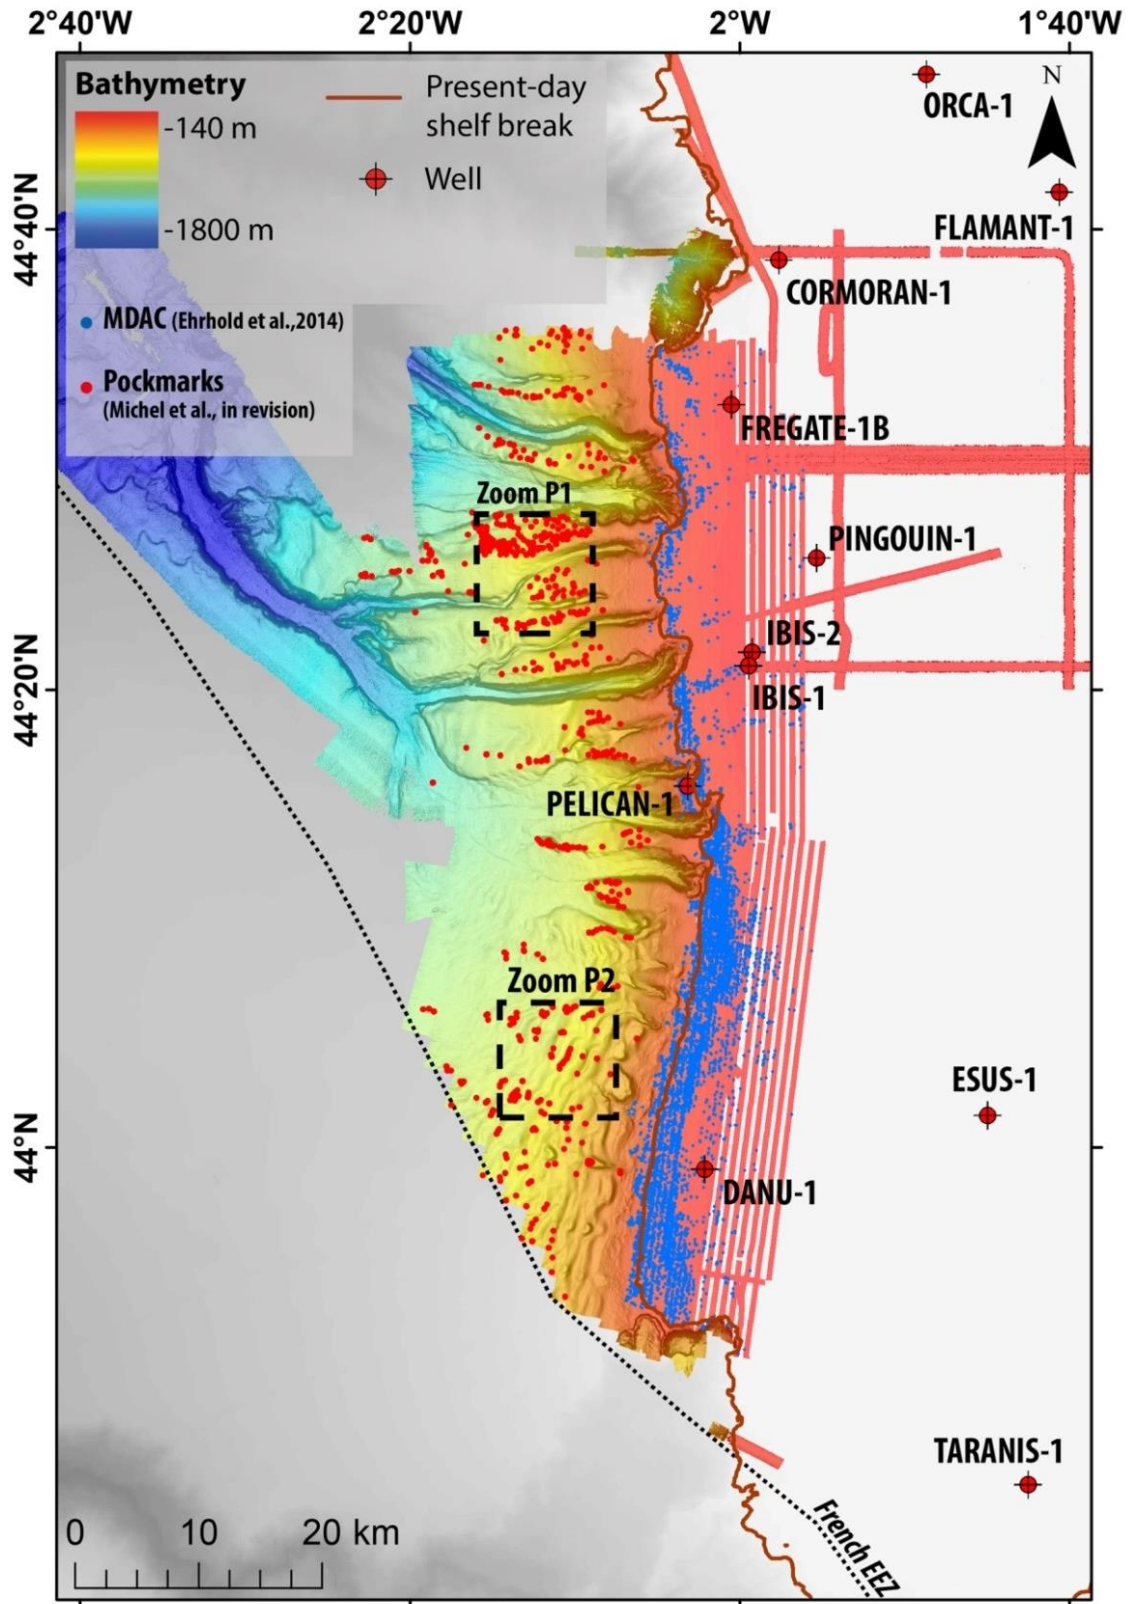 2°40'W
2°20'W
2°W
1°40'W
Bathymetry
-140 m
-1800 m
Present-day
shelf break
Well
MDAC (Ehrhold et al.,2014)
Pockmarks
(Michel et al., in revision)
N
ORCA-1
FLAMANT-1
44°40'N
CORMORAN-1
FREGATE-1B
Zoom P1
PINGOUIN-1
IBIS-2
IBIS-1
44°20'N
PELICAN-1
Zoom P2
ESUS-1
44°N
DANU-1
TARANIS-1
French EEZ
0 10 20 km